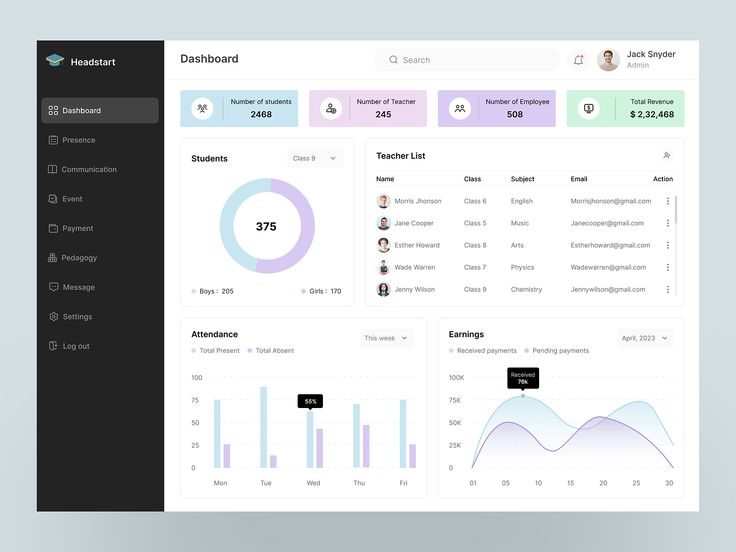 Headstart
Dashboard
Presence
Communication
Event
Payment
Pedagogy
Message
Settings
Log out
Dashboard
Search
Jack Snyder
Admin
Number of students
2468
Number of Teacher
245
Number of Employee
508
Total Revenue
$ 2,32,468
Students
Class 9
375
Boys : 205
Girls : 170
Teacher List
Name Class Subject Email Action
Morris Jhonson Class 6 English Morrisjhonson@gmail.com
Jane Cooper Class 5 Music Janecooper@gmail.com
Esther Howard Class 8 Arts Estherhoward@gmail.com
Wade Warren Class 7 Physics Wadewarren@gmail.com
Jenny Wilson Class 9 Chemistry Jennywilson@gmail.com
Attendance
This week
Total Present Total Absent
100
75
50
25
0
55%
Mon Tue Wed Thu Fri
Earnings
April, 2023
Received payments Pending payments
100K
75K
50K
25K
0
Received
76k
01 05 10 15 20 25 30